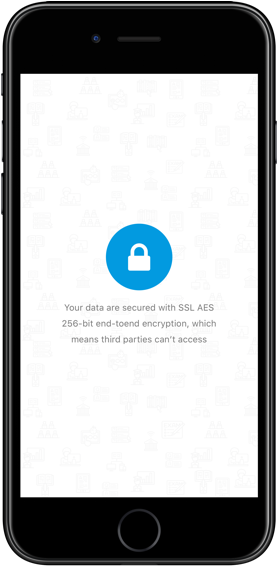 Your data are secured with SSL AES
256-bit end-toend encryption, which
means third parties can't access